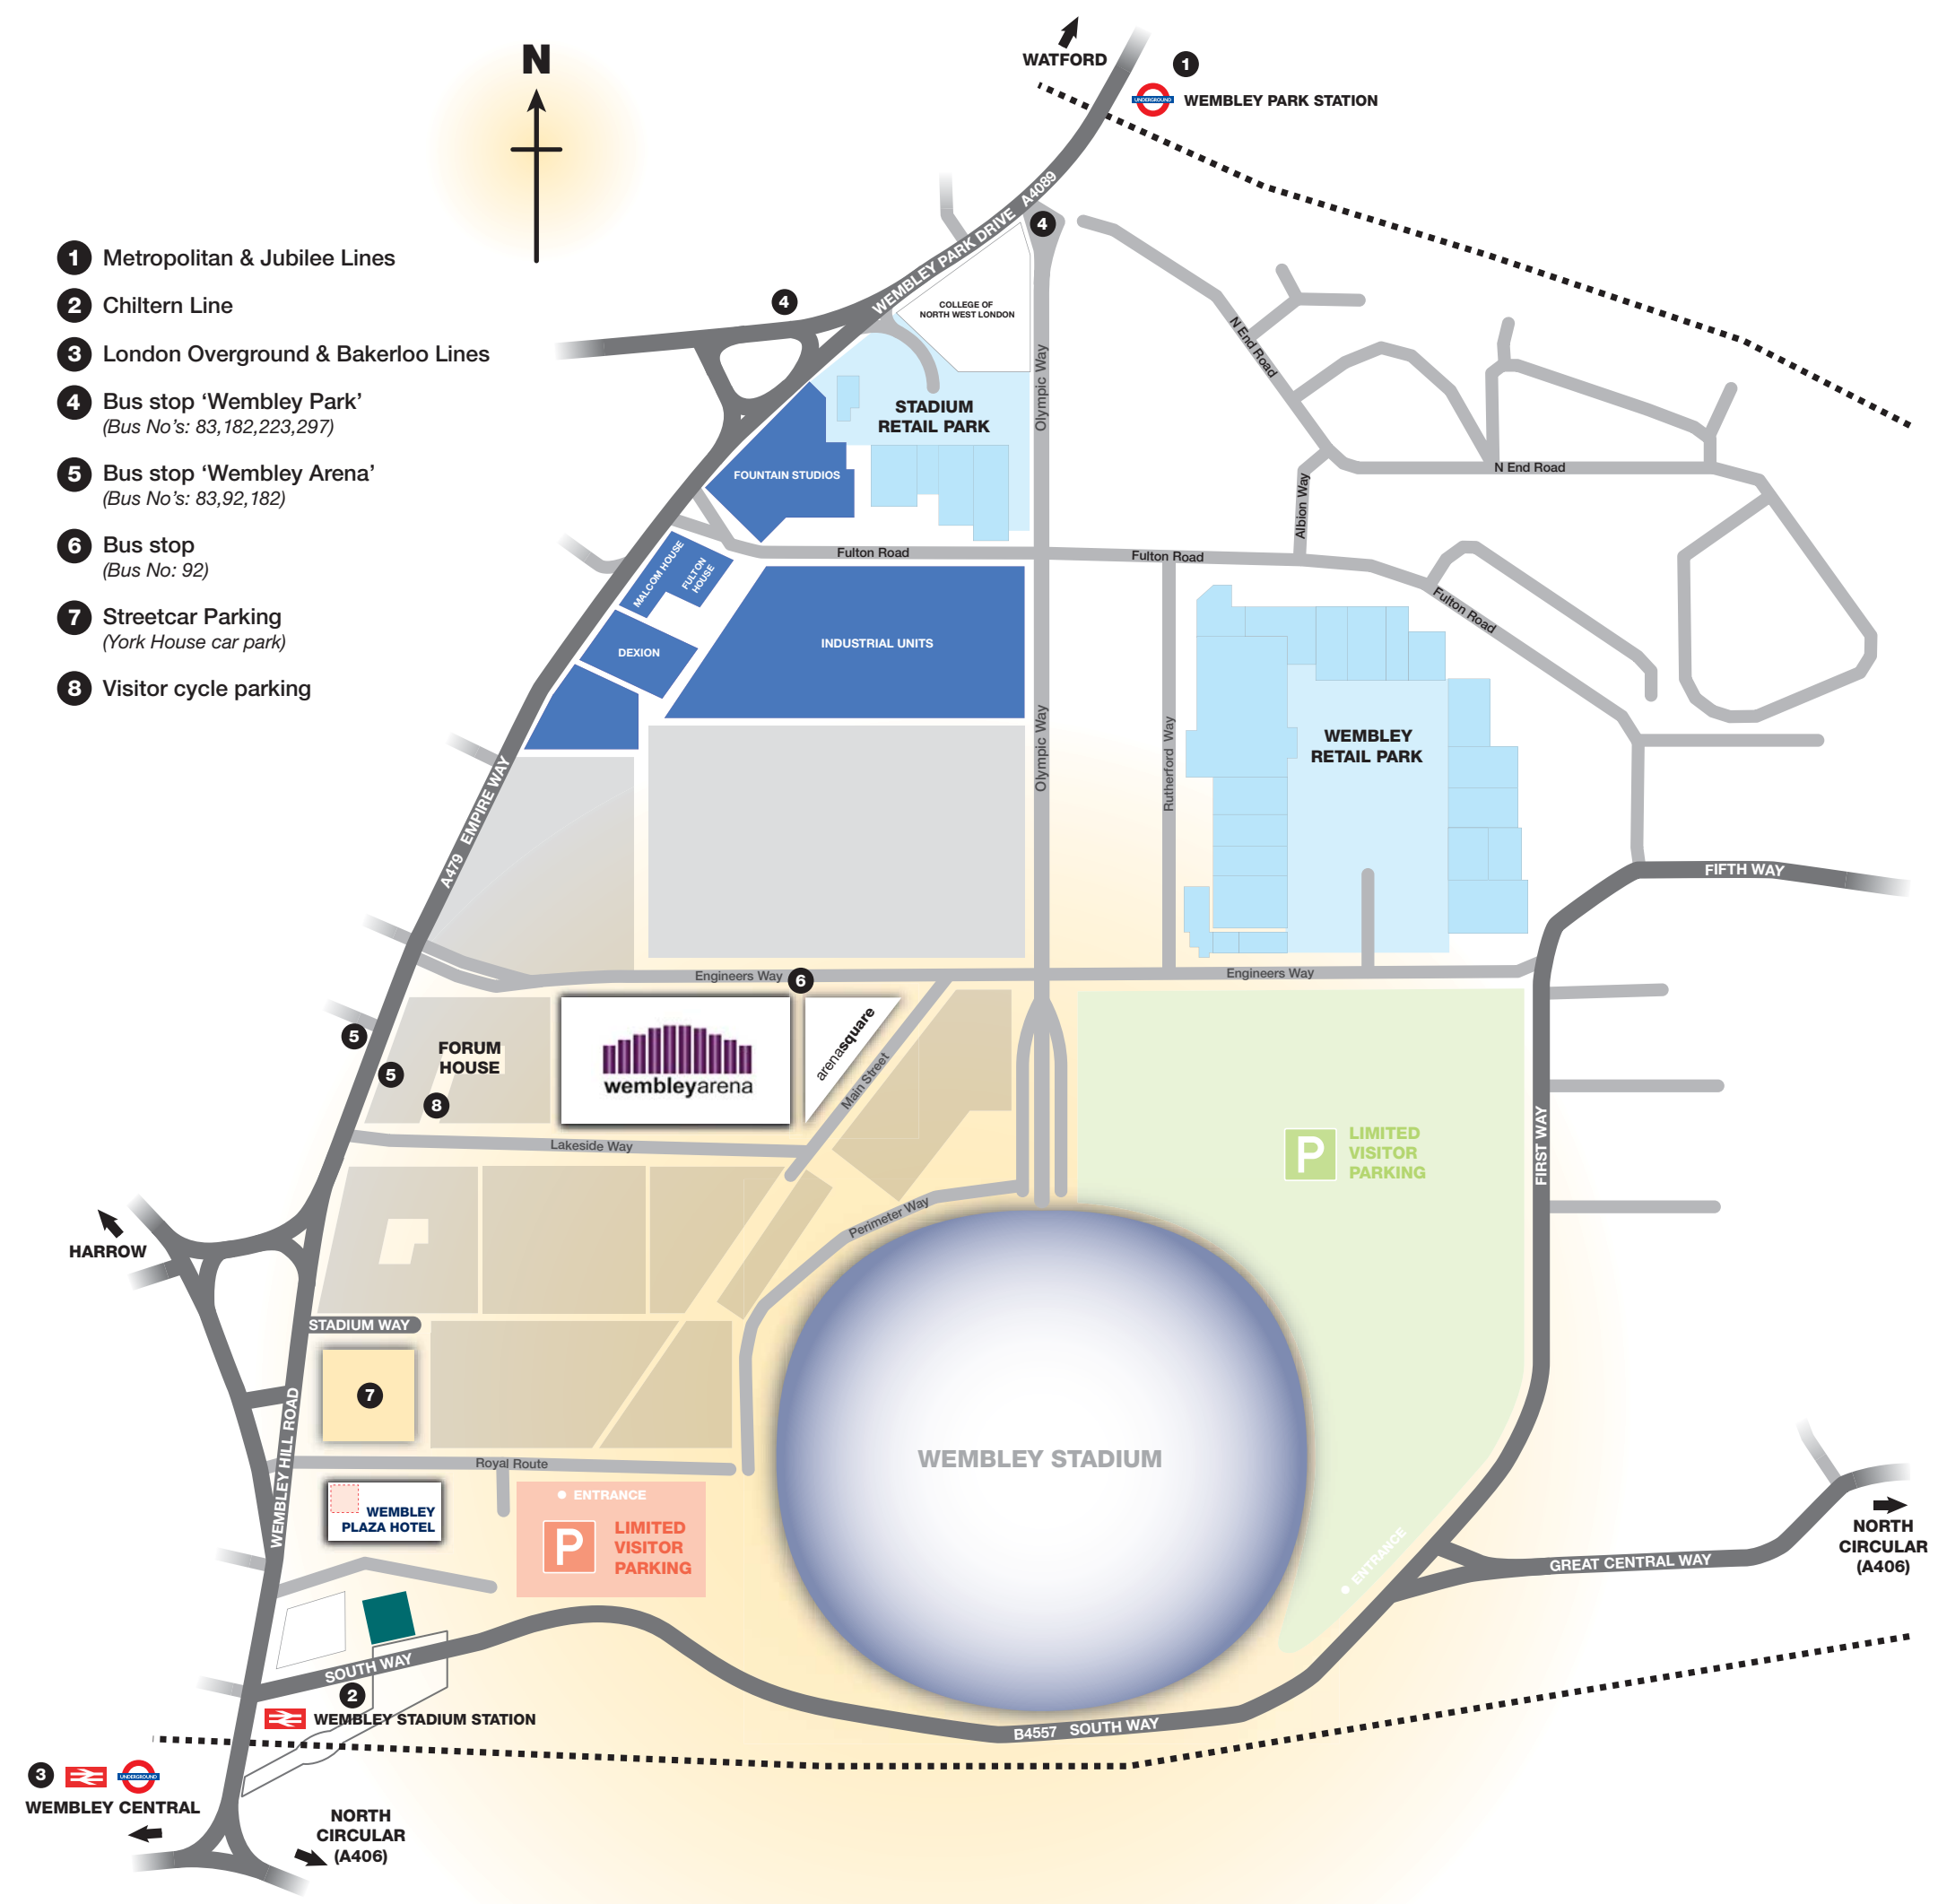 N
WATFORD
1
UNDERGROUND
WEMBLEY PARK STATION
1 Metropolitan & Jubilee Lines
2 Chiltern Line
3 London Overground & Bakerloo Lines
4 Bus stop ‘Wembley Park’
(Bus No’s: 83,182,223,297)
5 Bus stop ‘Wembley Arena’
(Bus No’s: 83,92,182)
6 Bus stop
(Bus No: 92)
7 Streetcar Parking
(York House car park)
8 Visitor cycle parking
WEMBLEY PARK DRIVE A4089
4
4
COLLEGE OF
NORTH WEST LONDON
N End Road
Olympic Way
STADIUM
RETAIL PARK
FOUNTAIN STUDIOS
N End Road
Albion Way
Fulton Road
Fulton Road
Fulton Road
MALCOM HOUSE
FULTON
HOUSE
DEXION
INDUSTRIAL UNITS
Olympic Way
Rutherford Way
WEMBLEY
RETAIL PARK
A479 EMPIRE WAY
FIFTH WAY
Engineers Way
6
Engineers Way
5
5
FORUM
HOUSE
8
wembleyarena
arenasquare
Main Street
Lakeside Way
P
LIMITED
VISITOR
PARKING
FIRST WAY
Perimeter Way
HARROW
STADIUM WAY
7
WEMBLEY HILL ROAD
Royal Route
WEMBLEY STADIUM
WEMBLEY
PLAZA HOTEL
ENTRANCE
P
LIMITED
VISITOR
PARKING
ENTRANCE
GREAT CENTRAL WAY
NORTH
CIRCULAR
(A406)
SOUTH WAY
2
WEMBLEY STADIUM STATION
B4557 SOUTH WAY
3
UNDERGROUND
WEMBLEY CENTRAL
NORTH
CIRCULAR
(A406)